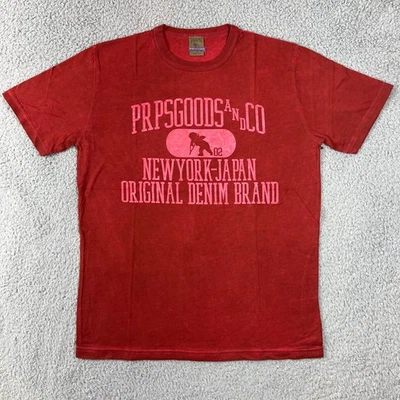 PRPSGOODSANDCO
02
NEWYORK-JAPAN
ORIGINAL DENIM BRAND